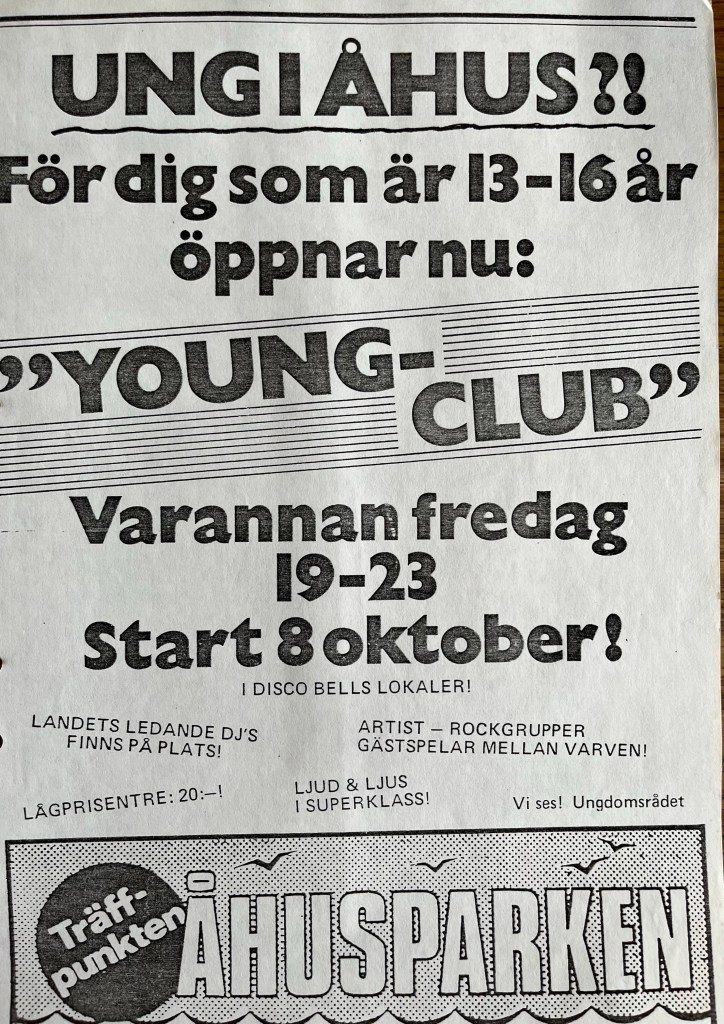 UNG I ÅHUS?!
För dig som är 13-16 år
öppnar nu:
”YOUNG-
CLUB”
Varannan fredag
19-23
Start 8 oktober!
I DISCO BELLS LOKALER!
LANDETS LEDANDE DJ'S
FINNS PÅ PLATS!
ARTIST – ROCKGRUPPER
GÄSTSPELAR MELLAN VARVEN!
LÅGPRISENTRE: 20:–!
LJUD & LJUS
I SUPERKLASS!
Vi ses! Ungdomsrådet
Träff-
punkten
ÅHUSPARKEN